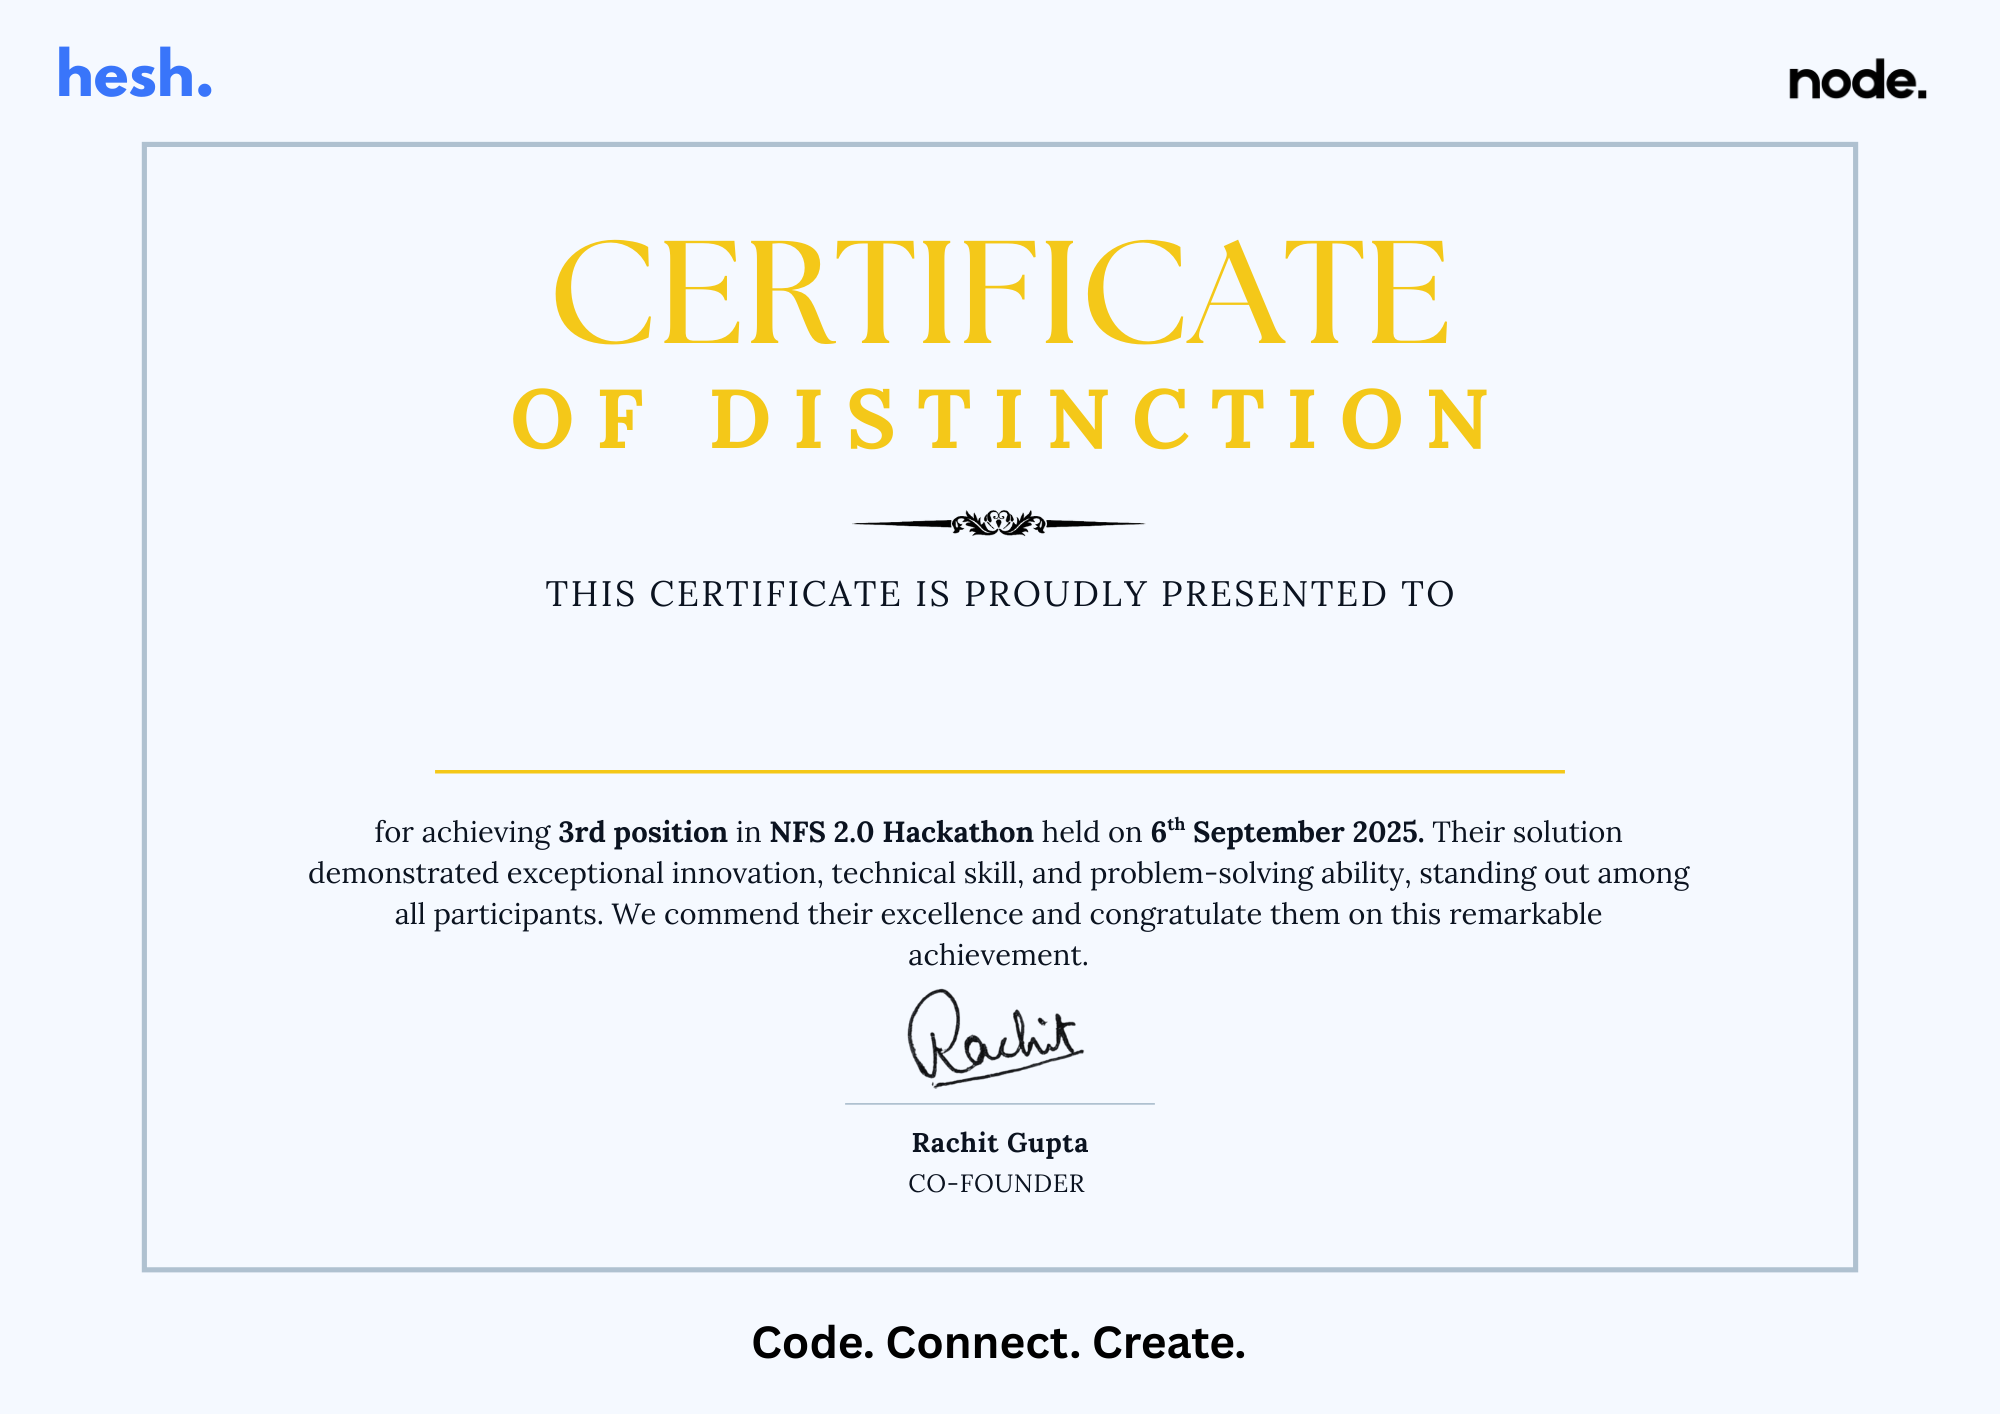 hesh.
node.
CERTIFICATE
OF DISTINCTION
THIS CERTIFICATE IS PROUDLY PRESENTED TO
for achieving 3rd position in NFS 2.0 Hackathon held on 6th September 2025. Their solution
demonstrated exceptional innovation, technical skill, and problem-solving ability, standing out among
all participants. We commend their excellence and congratulate them on this remarkable
achievement.
Rachit
Rachit Gupta
CO-FOUNDER
Code. Connect. Create.